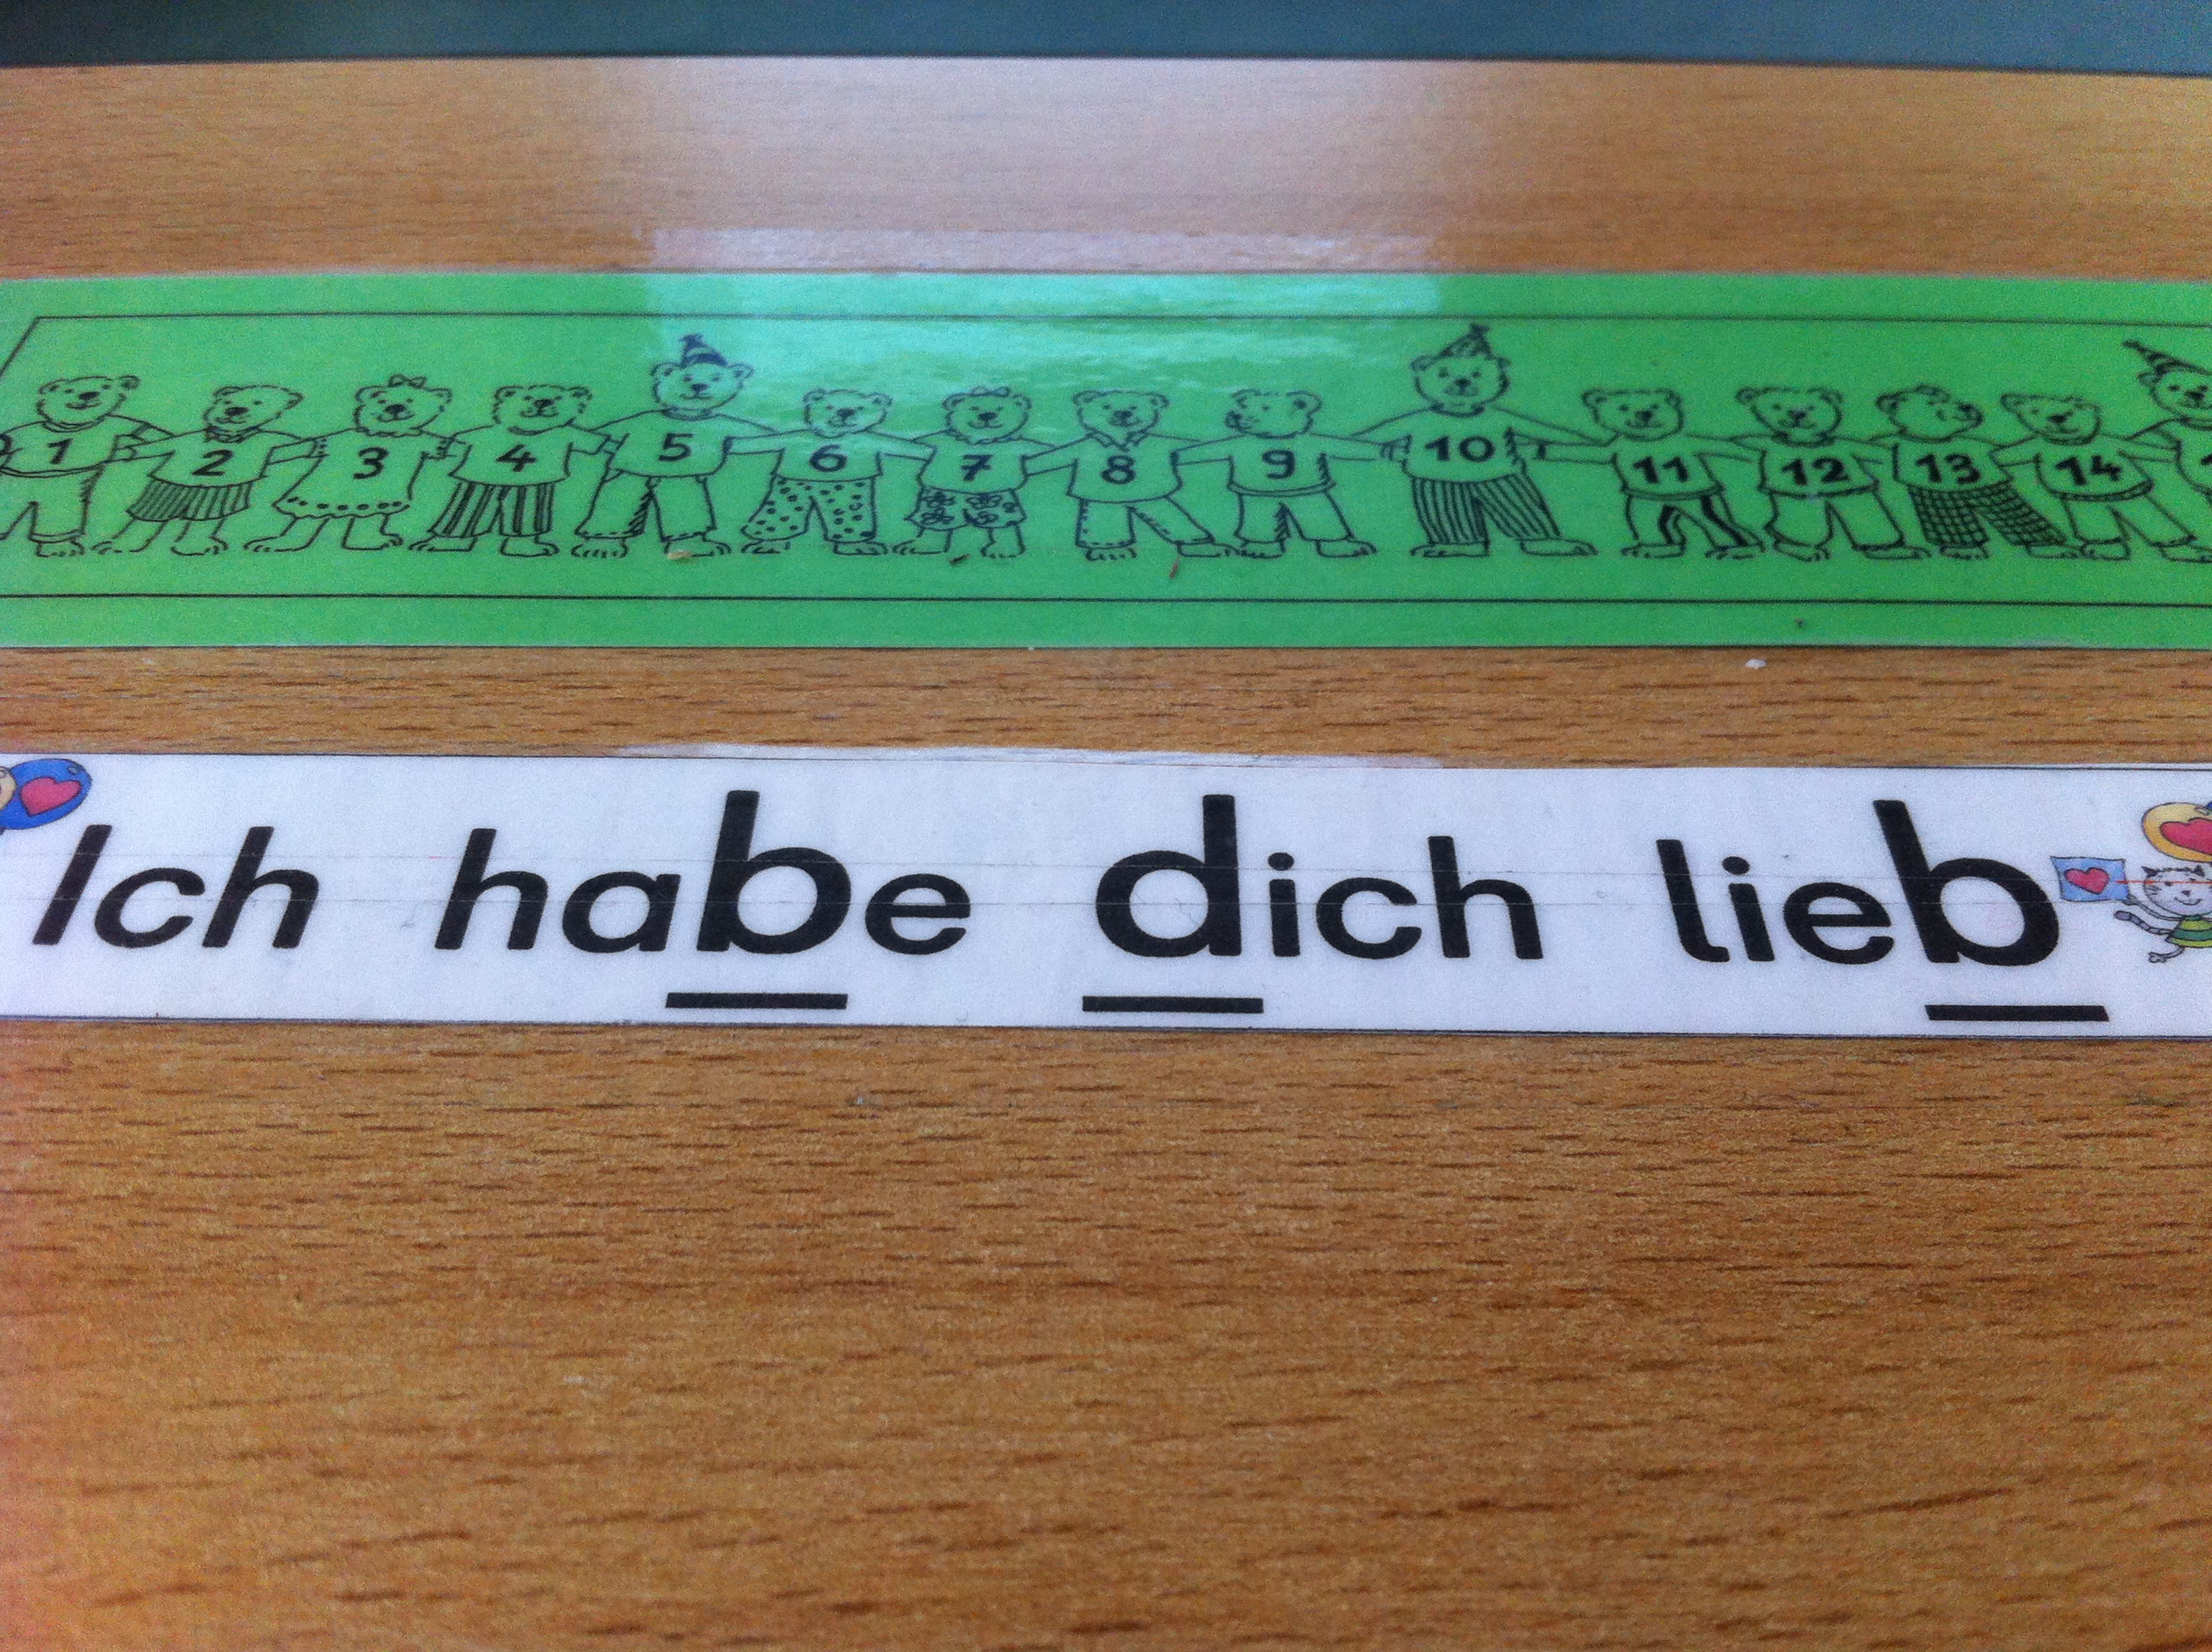 1 2 3 4 5 6 7 8 9 10 11 12 13 14
Ich habe dich lieb